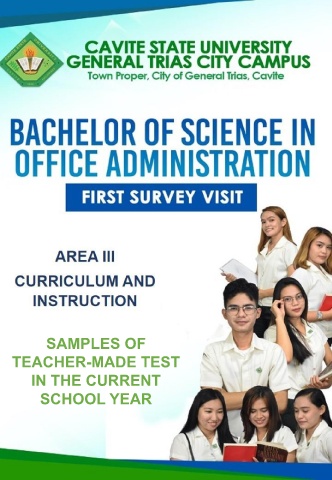 CAVITE STATE UNIVERSITY
GENERAL TRIAS CITY CAMPUS
Town Proper, City of General Trias, Cavite
BACHELOR OF SCIENCE IN
OFFICE ADMINISTRATION
FIRST SURVEY VISIT
AREA III
CURRICULUM AND
INSTRUCTION
SAMPLES OF
TEACHER-MADE TEST
IN THE CURRENT
SCHOOL YEAR